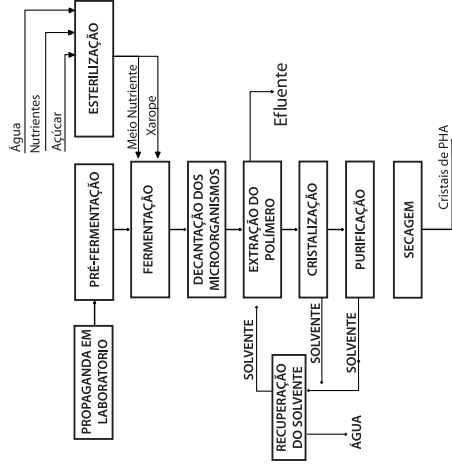 Água
Nutrientes
Açúcar
ESTERILIZAÇÃO
Meio Nutriente
Xarope
PROPAGANDA EM
LABORATORIO
PRÉ-FERMENTAÇÃO
FERMENTAÇÃO
DECANTAÇÃO DOS
MICROORGANISMOS
EXTRAÇÃO DO
POLÍMERO
Efluente
CRISTALIZAÇÃO
PURIFICAÇÃO
SECAGEM
Cristais de PHA
SOLVENTE
SOLVENTE
SOLVENTE
RECUPERAÇÃO
DO SOLVENTE
ÁGUA